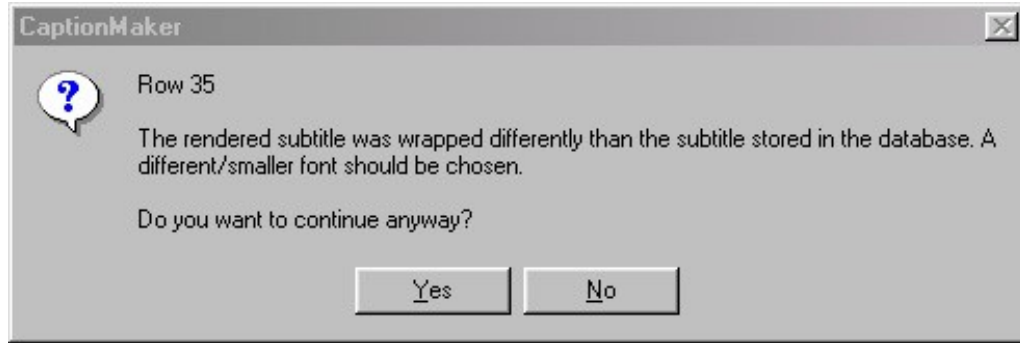 CaptionMaker
Row 35
The rendered subtitle was wrapped differently than the subtitle stored in the database. A
different/smaller font should be chosen.
Do you want to continue anyway?
Yes No